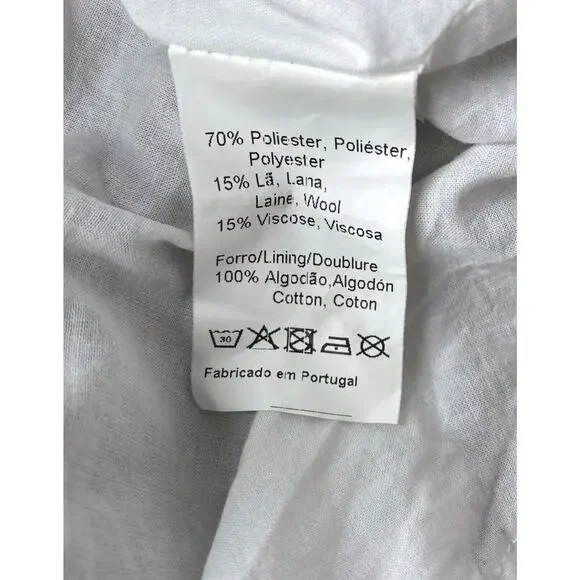 70% Poliester, Poliéster,
Polyester
15% Lã, Lana,
Laine, Wool
15% Viscose, Viscosa
Forro/Lining/Doublure
100% Algodão,Algodón
Cotton, Coton
30
Fabricado em Portugal